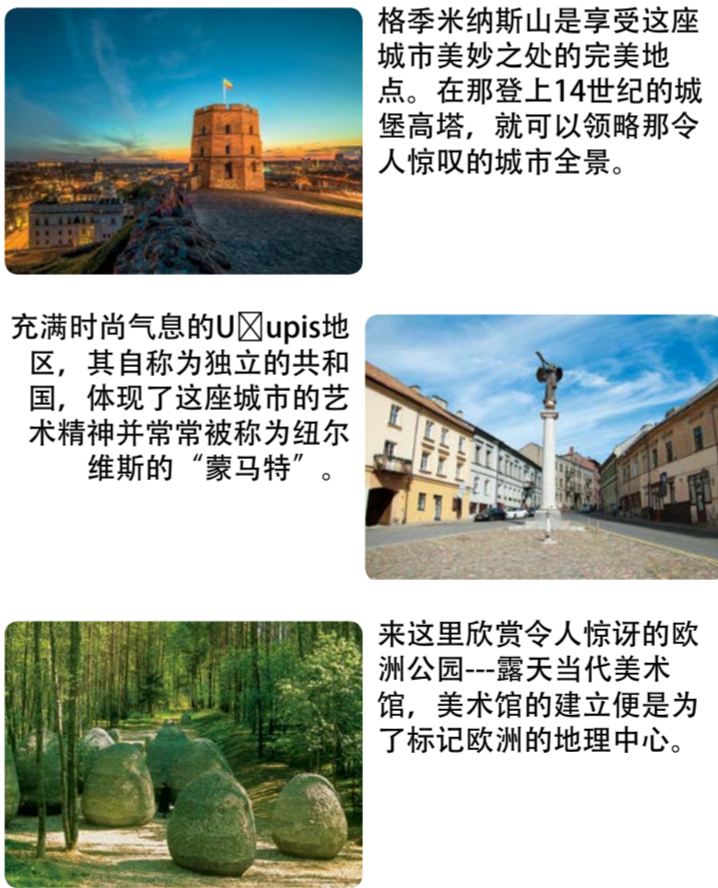 格季米纳斯山是享受这座
城市美妙之处的完美地
点。在那登上14世纪的城
堡高塔，就可以领略那令
人惊叹的城市全景。
充满时尚气息的U☒upis地
区，其自称为独立的共和
国，体现了这座城市的艺
术精神并常常被称为纽尔
维斯的“蒙马特”。
来这里欣赏令人惊讶的欧
洲公园---露天当代美术
馆，美术馆的建立便是为
了标记欧洲的地理中心。